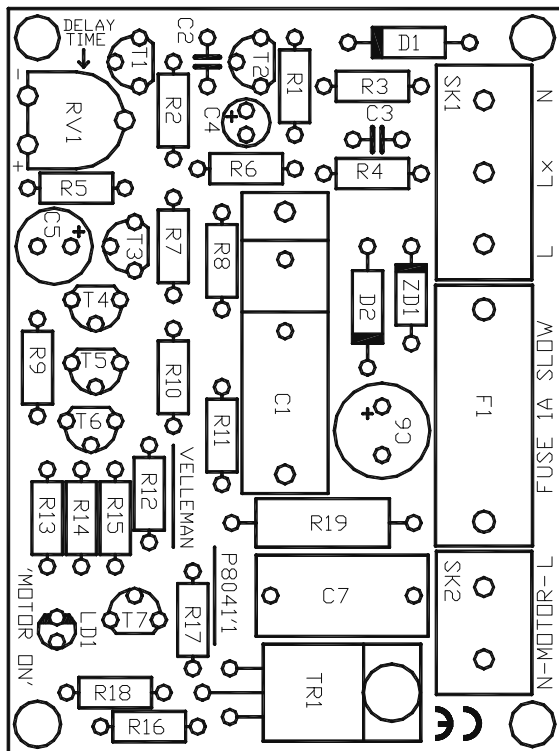 DELAY
TIME
T1
C2
T2
R1
D1
-
RV1
+
R2
C4
R3
C3
SK1
N
R6
R4
Lx
R5
C5
+
T3
R7
R8
L
T4
D2
ZD1
R9
T5
R10
C1
F1
FUSE 1A SLOW
T6
R11
+
C6
R12
VELLEMAN
R13
R14
R15
R19
P8041'1
C7
SK2
N-MOTOR-L
'MOTOR ON'
LD1
T7
R17
TR1
R18
R16
CE